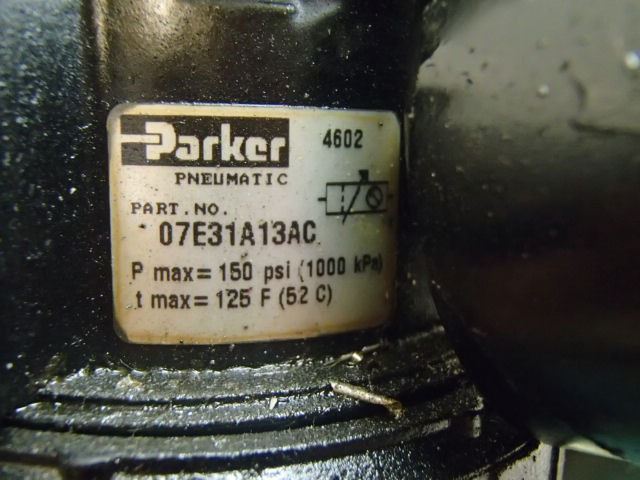 Parker 4602
PNEUMATIC
PART.NO.
07E31A13AC
P max = 150 psi (1000 kPa)
t max = 125 F (52 C)